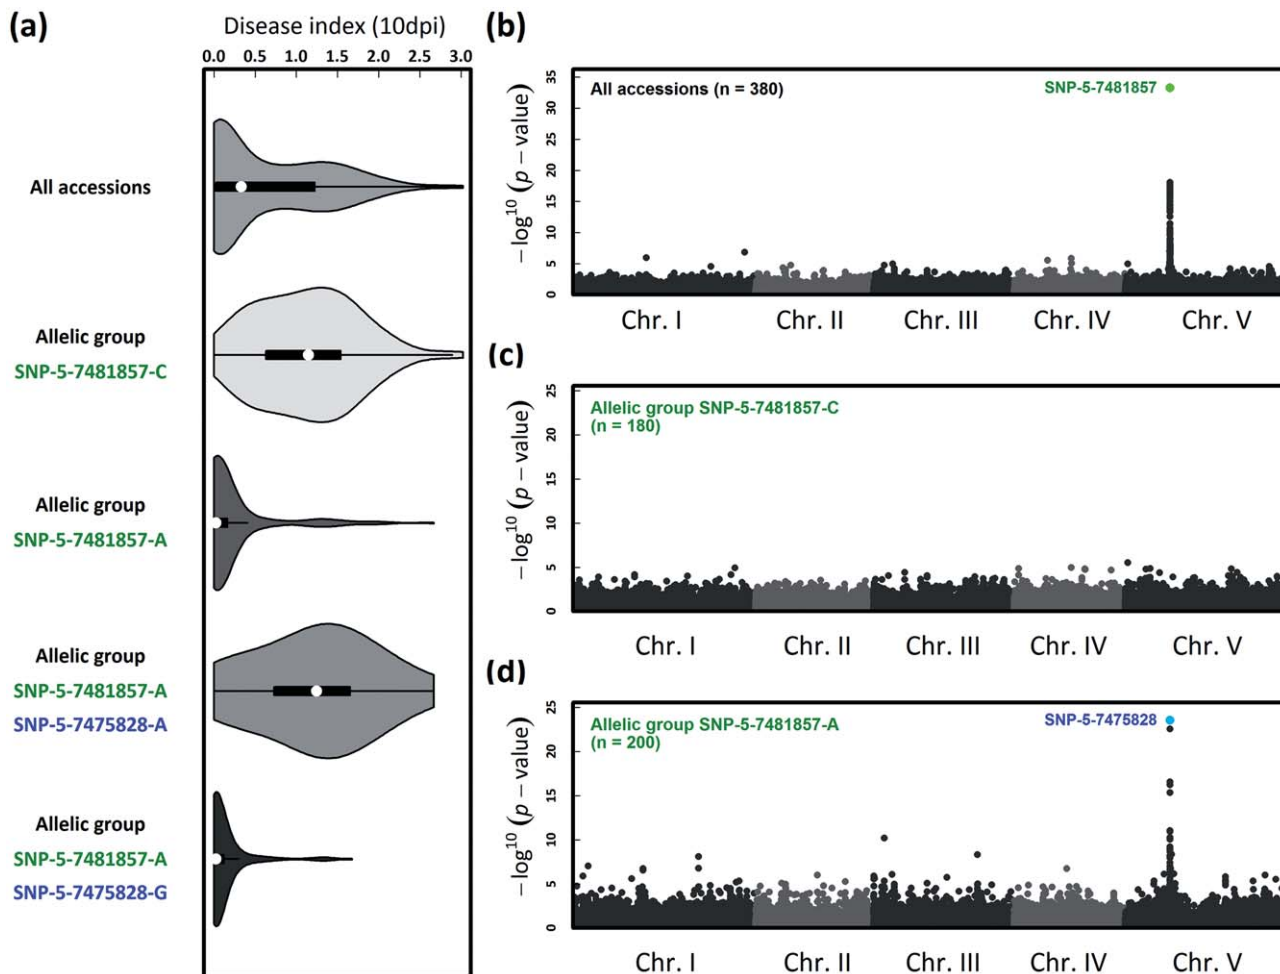 (a)
Disease index (10dpi)
0.0 0.5 1.0 1.5 2.0 2.5 3.0
All accessions
Allelic group
SNP-5-7481857-C
Allelic group
SNP-5-7481857-A
Allelic group
SNP-5-7481857-A
SNP-5-7475828-A
Allelic group
SNP-5-7481857-A
SNP-5-7475828-G
(b)
−log¹⁰ (p − value)
35
30
25
20
15
10
5
0
All accessions (n = 380)
SNP-5-7481857
Chr. I Chr. II Chr. III Chr. IV Chr. V
(c)
−log¹⁰ (p − value)
25
20
15
10
5
0
Allelic group SNP-5-7481857-C
(n = 180)
Chr. I Chr. II Chr. III Chr. IV Chr. V
(d)
−log¹⁰ (p − value)
25
20
15
10
5
0
Allelic group SNP-5-7481857-A
(n = 200)
SNP-5-7475828
Chr. I Chr. II Chr. III Chr. IV Chr. V